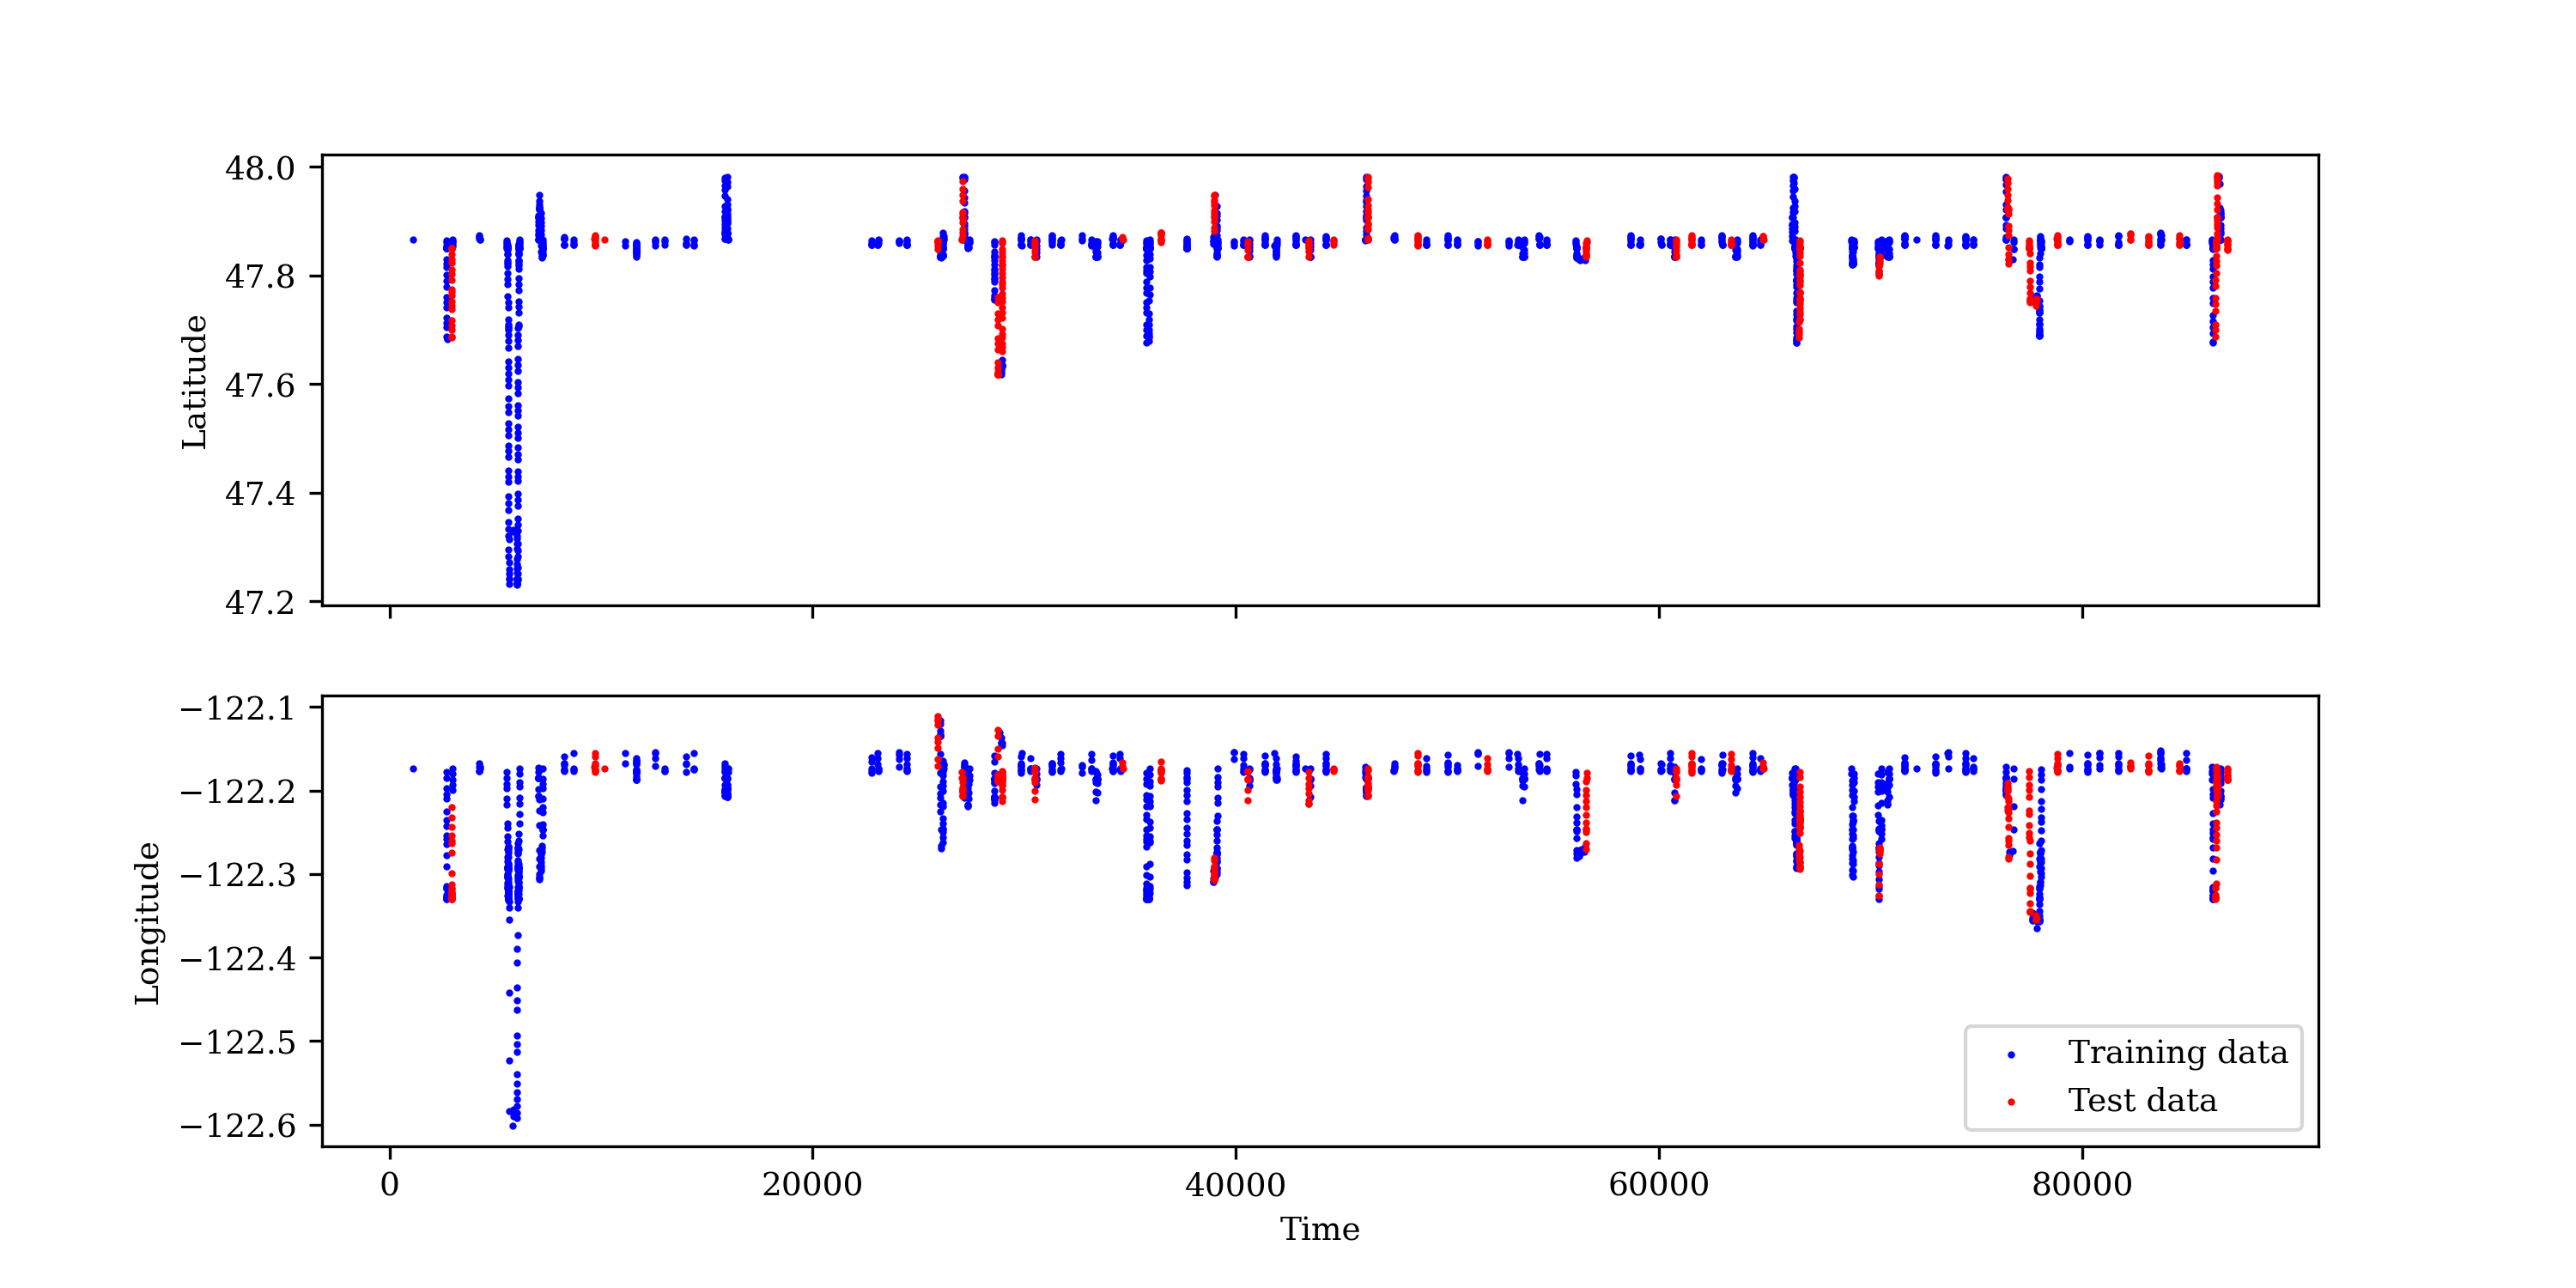 48.0
47.8
47.6
47.4
47.2
Latitude
−122.1
−122.2
−122.3
−122.4
−122.5
−122.6
Longitude
Training data
Test data
0 20000 40000 60000 80000
Time